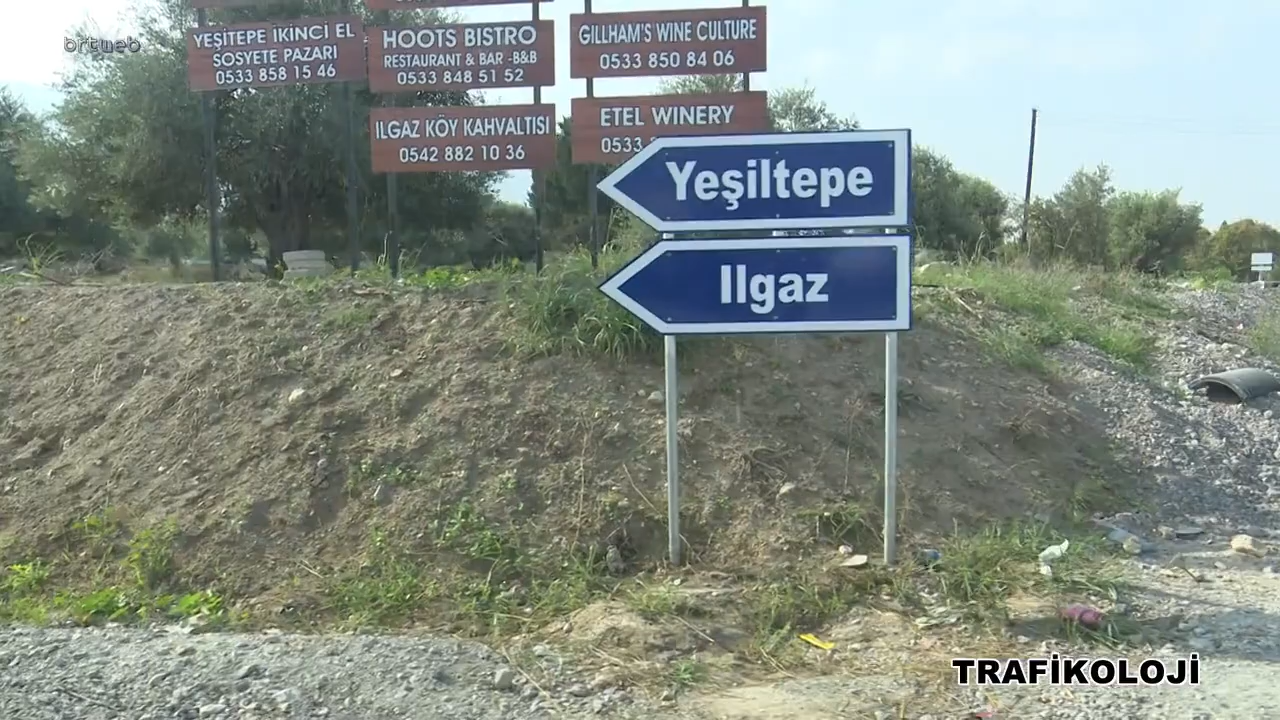 brtweb
YEŞİTEPE İKİNCİ EL
SOSYETE PAZARI
0533 858 15 46
HOOTS BISTRO
RESTAURANT & BAR -B&B
0533 848 51 52
GILLHAM'S WINE CULTURE
0533 850 84 06
ILGAZ KÖY KAHVALTISI
0542 882 10 36
ETEL WINERY
0533
Yeşiltepe
Ilgaz
TRAFİKOLOJİ